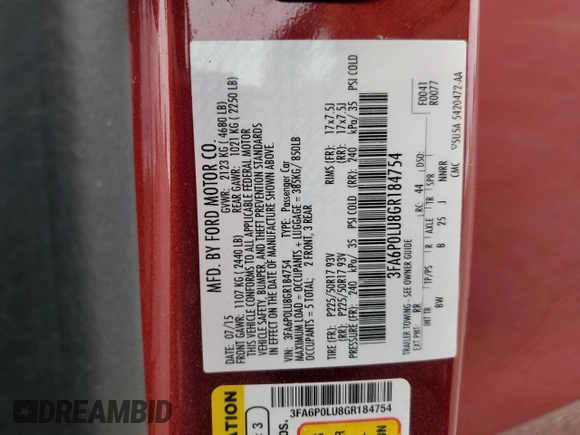 MFD. BY FORD MOTOR CO.
DATE: 07/15 GVWR: 2123 KG ( 4680 LB)
FRONT GAWR: 1107 KG ( 2440 LB) REAR GAWR: 1021 KG ( 2250 LB)
THIS VEHICLE CONFORMS TO ALL APPLICABLE FEDERAL MOTOR
VEHICLE SAFETY, BUMPER, AND THEFT PREVENTION STANDARDS
IN EFFECT ON THE DATE OF MANUFACTURE SHOWN ABOVE.
VIN: 3FA6P0LU8GR184754 TYPE: Passenger Car
MAXIMUM LOAD = OCCUPANTS + LUGGAGE = 385KG/ 850LB
OCCUPANTS = 5 TOTAL: 2 FRONT, 3 REAR
TIRE (FR): P225/50R17 93V RIMS (FR): 17x7.5J
(RR): P225/50R17 93V (RR): 17x7.5J
PRESSURE (FR): 240 kPa/ 35 PSI COLD (RR): 240 kPa/ 35 PSI COLD
3FA6P0LU8GR184754
F0041
R0077
TRAILER TOWING - SEE OWNER GUIDE
EXT PNT: RR RC: 44 DSO:
INT TR TP/PS R AXLE TR SPR
BW B 25 J NNRR
CMC ▽5USA 5420472-AA
3FA6P0LU8GR184754
DREAMBID